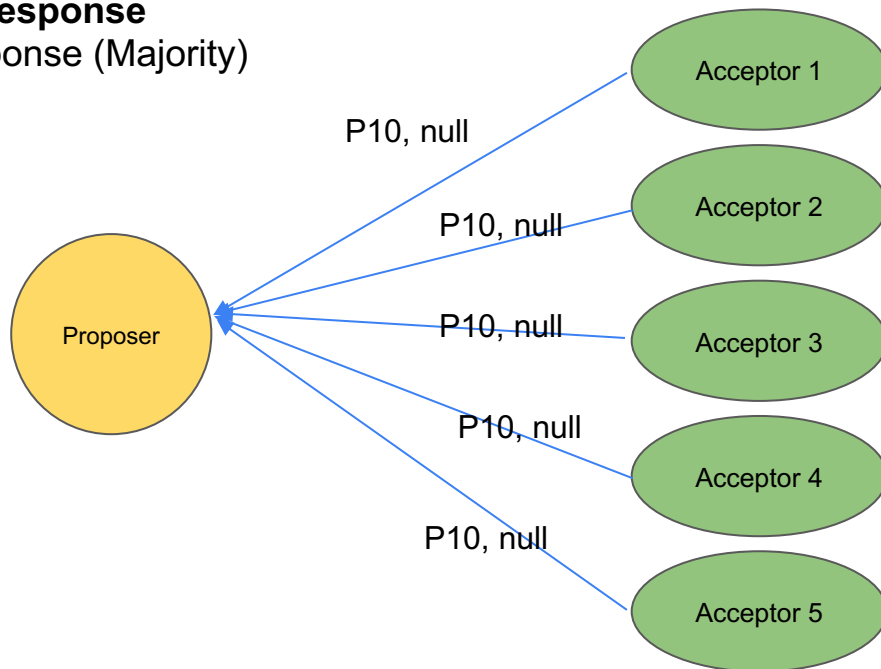 esponse
onse (Majority)
Acceptor 1
P10, null
Acceptor 2
P10, null
Proposer
P10, null
Acceptor 3
P10, null
Acceptor 4
P10, null
Acceptor 5